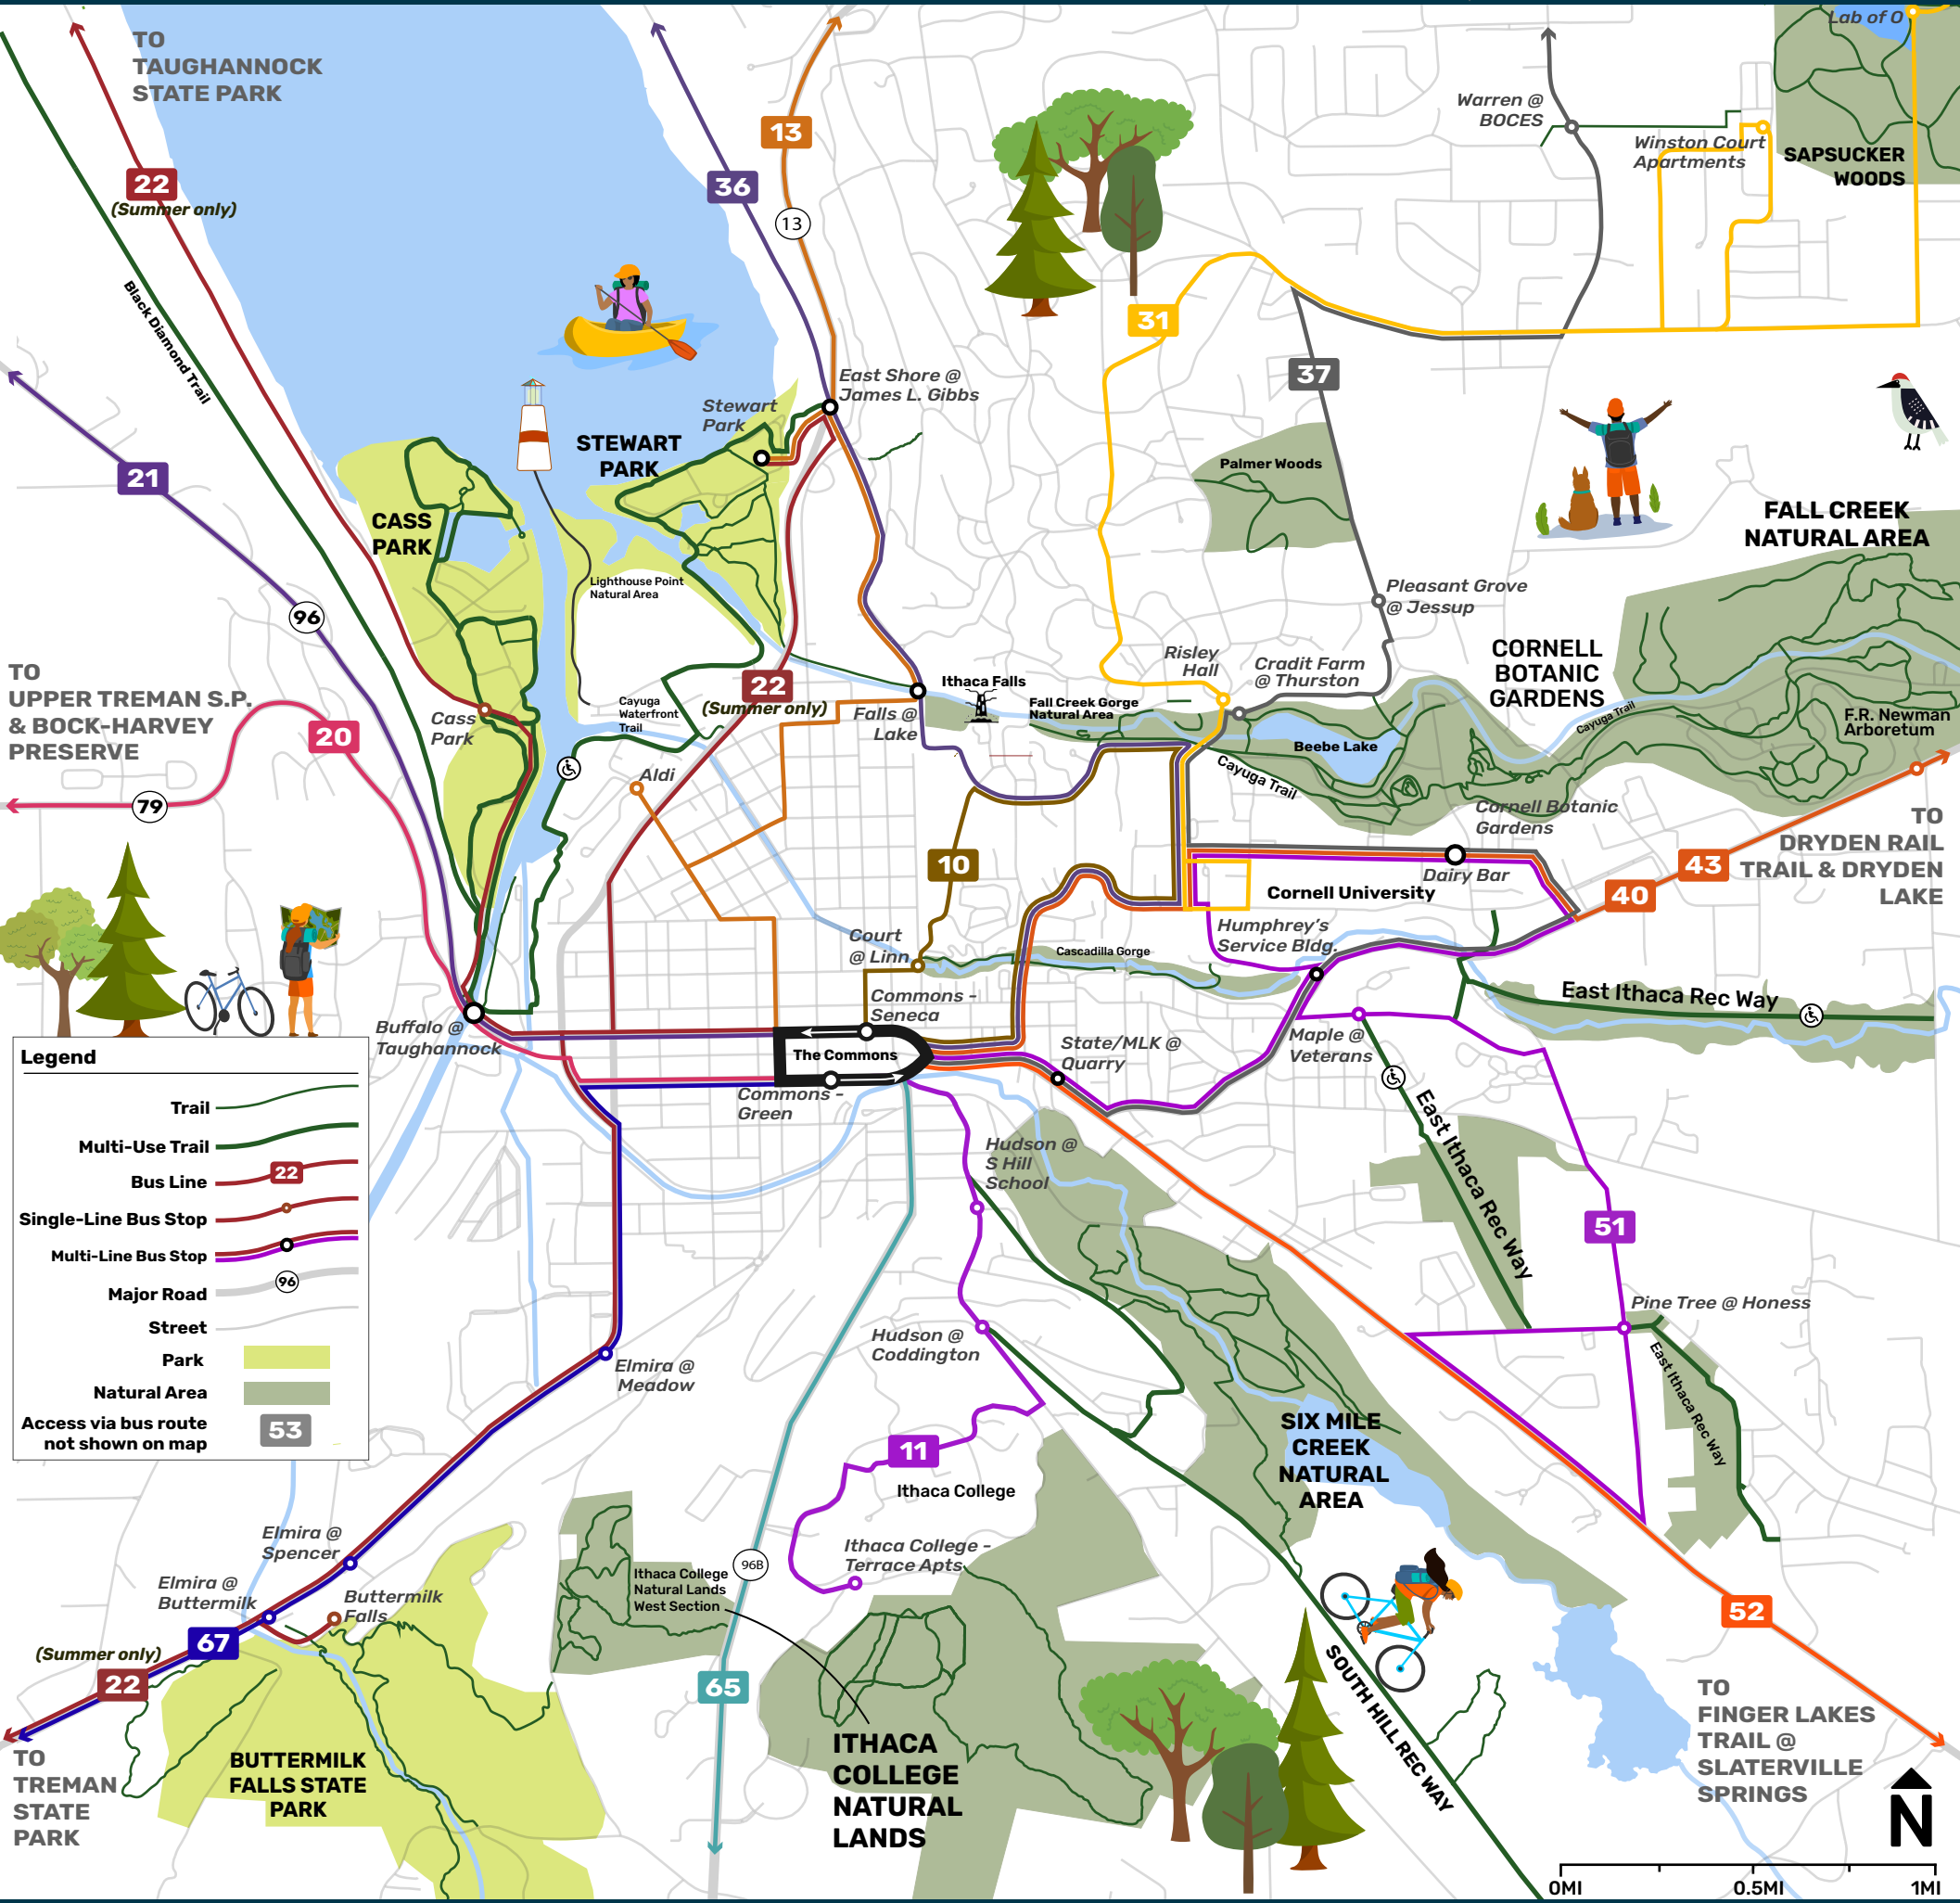 TO
TAUGHANNOCK
STATE PARK
22
(Summer only)
13
36
13
Lab of O
Warren @
BOCES
Winston Court
Apartments
SAPSUCKER
WOODS
Black Diamond Trail
31
37
East Shore @
James L. Gibbs
Stewart
Park
STEWART
PARK
21
CASS
PARK
Palmer Woods
FALL CREEK
NATURAL AREA
Lighthouse Point
Natural Area
96
Pleasant Grove
@ Jessup
TO
UPPER TREMAN S.P.
& BOCK-HARVEY
PRESERVE
20
79
Cass
Park
Cayuga
Waterfront
Trail
22
(Summer only)
Falls @
Lake
Ithaca Falls
Fall Creek Gorge
Natural Area
Risley
Hall
Cradit Farm
@ Thurston
CORNELL
BOTANIC
GARDENS
Cayuga Trail
F.R. Newman
Arboretum
Beebe Lake
Cayuga Trail
Aldi
Cornell Botanic
Gardens
TO
DRYDEN RAIL
TRAIL & DRYDEN
LAKE
10
Dairy Bar
43
40
Cornell University
Humphrey's
Service Bldg.
Court
@ Linn
Cascadilla Gorge
East Ithaca Rec Way
Commons -
Seneca
Buffalo @
Taughannock
The Commons
State/MLK @
Quarry
Maple @
Veterans
Commons -
Green
East Ithaca Rec Way
Hudson @
S Hill
School
51
Legend
Trail
Multi-Use Trail
Bus Line
22
Single-Line Bus Stop
Multi-Line Bus Stop
Major Road
96
Street
Park
Natural Area
Access via bus route
not shown on map
53
Pine Tree @ Honess
East Ithaca Rec Way
Hudson @
Coddington
Elmira @
Meadow
11
Ithaca College
SIX MILE
CREEK
NATURAL
AREA
Elmira @
Spencer
Ithaca College -
Terrace Apts.
96B
Ithaca College
Natural Lands
West Section
Elmira @
Buttermilk
Buttermilk
Falls
(Summer only)
67
22
52
65
SOUTH HILL REC WAY
TO
FINGER LAKES
TRAIL @
SLATERVILLE
SPRINGS
TO
TREMAN
STATE
PARK
BUTTERMILK
FALLS STATE
PARK
ITHACA
COLLEGE
NATURAL
LANDS
N
0MI
0.5MI
1MI